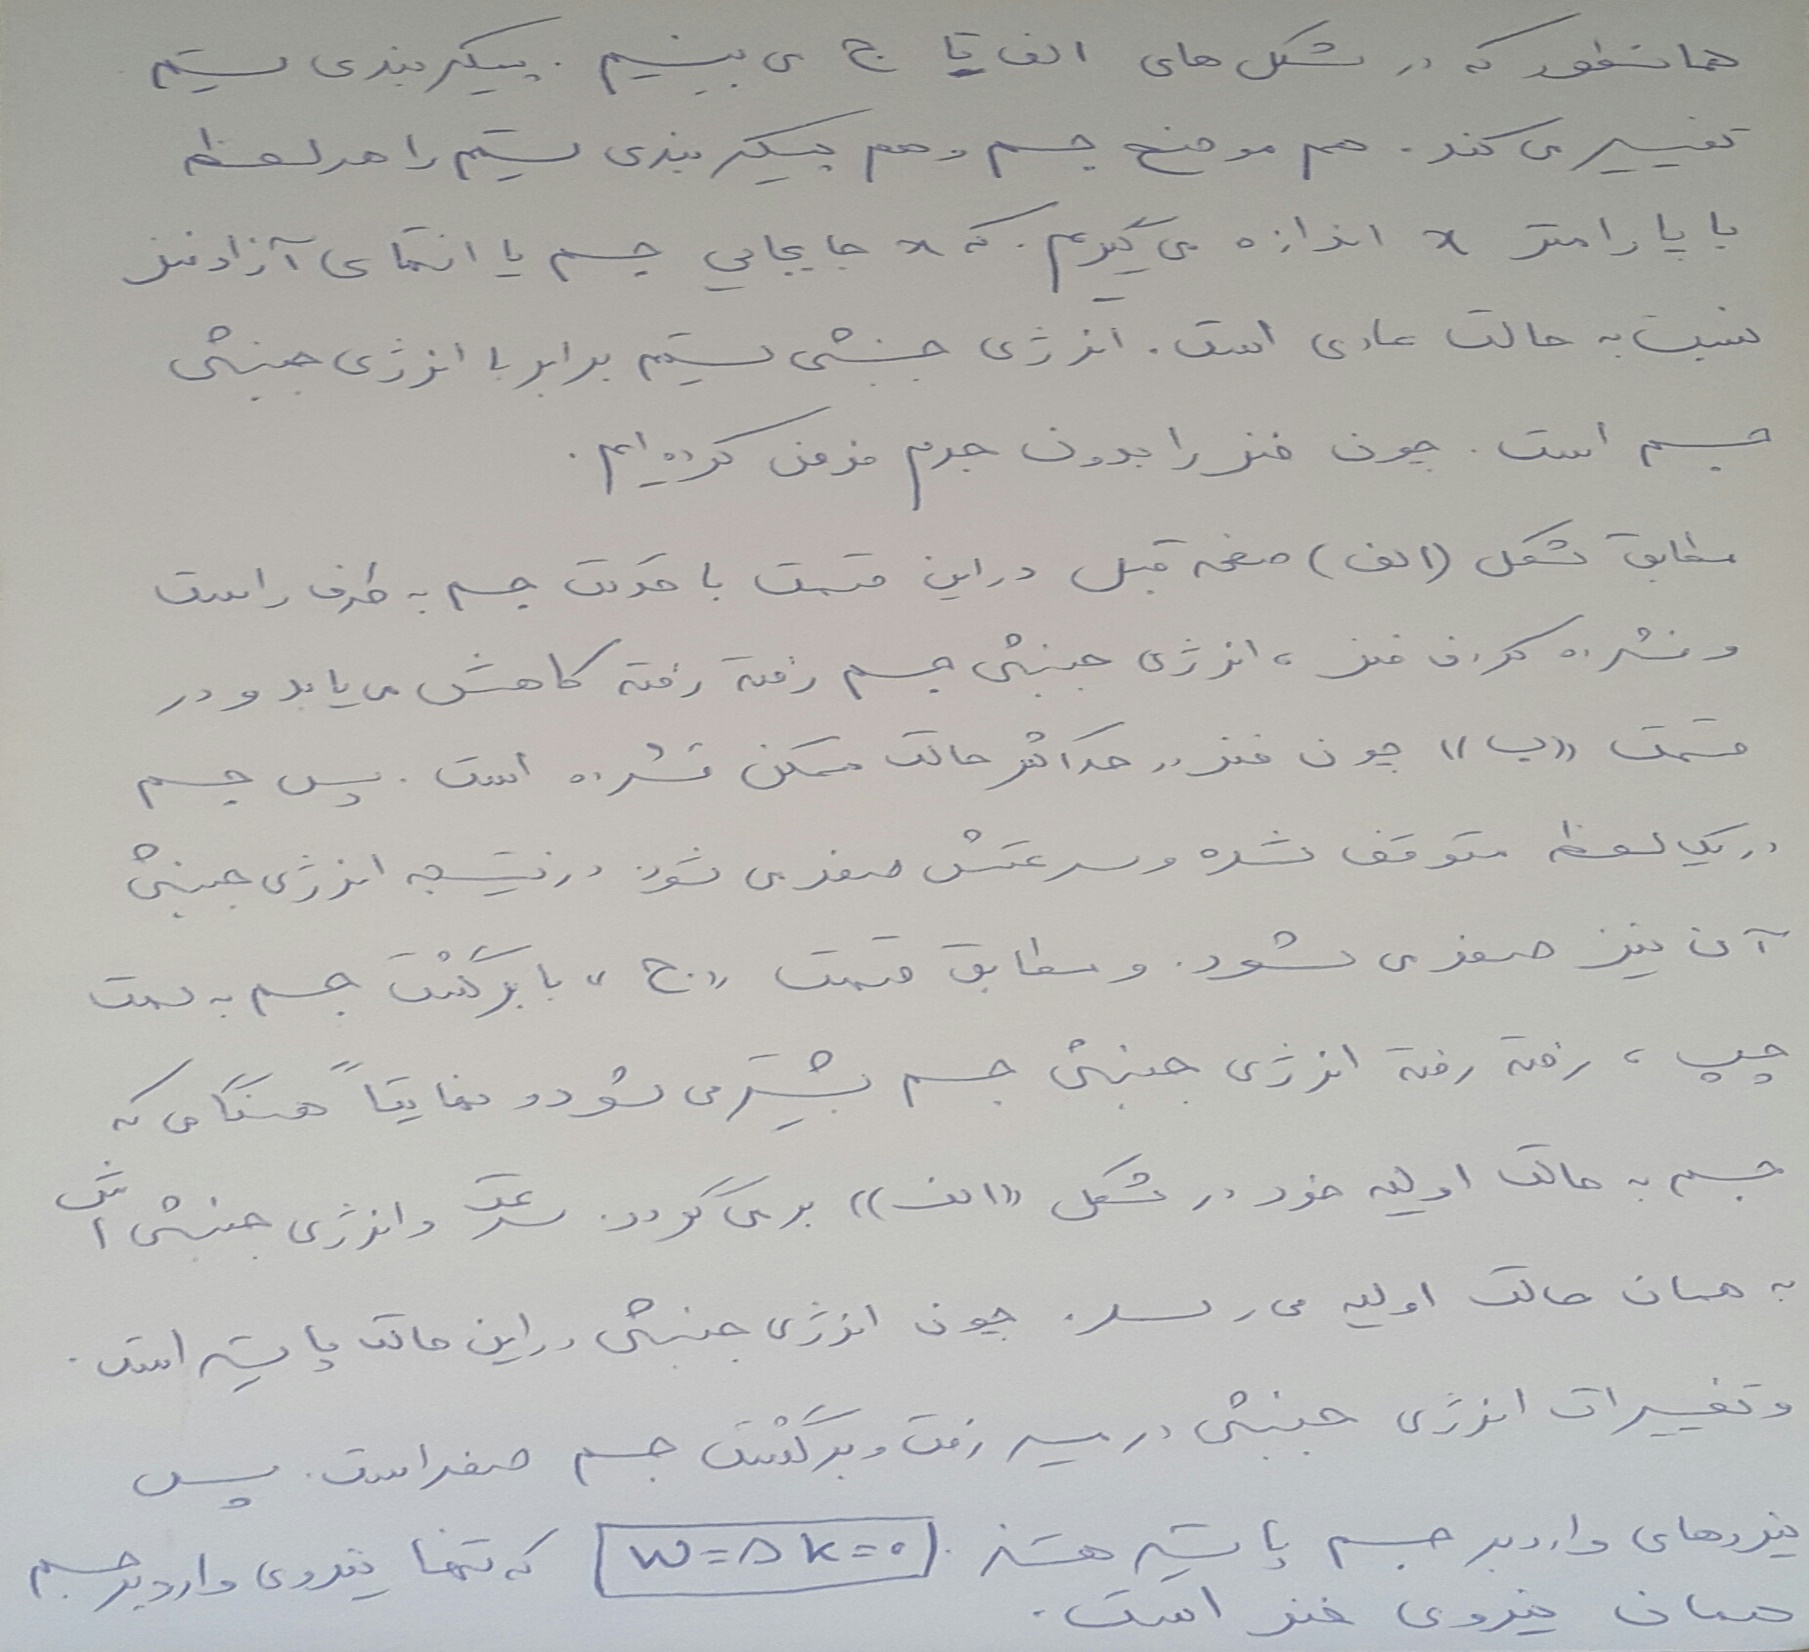 همانطور که در شکل های الف تا ج می بینیم . پیکربندی سیستم
تغییر می کند . هم موضع جسم و هم پیکربندی سیستم را هر لحظه
با پارامتر x اندازه می گیریم . که x جابجایی جسم یا انتهای آزاد فنر
نسبت به حالت عادی است . انرژی جنبشی سیستم برابر با انرژی جنبشی
جسم است . چون فنر را بدون جرم فرض کرده ایم .
مطابق شکل (الف) صفحه قبل در این قسمت با حرکت جسم به طرف راست
و فشرده کردن فنر ، انرژی جنبشی جسم رفته رفته کاهش می یابد و در
قسمت «ب» چون فنر در حداکثر حالت ممکن فشرده است . پس جسم
در یک لحظه متوقف شده و سرعتش صفر می شود در نتیجه انرژی جنبشی
آن نیز صفر می شود . و مطابق قسمت «ج» با برگشت جسم به سمت
چپ ، رفته رفته انرژی جنبشی جسم بیشتر می شود و نهایتاً هنگامی که
جسم به حالت اولیه خود در شکل «الف» برمی گردد . سرعت و انرژی جنبشی اش
به همان حالت اولیه می رسد . چون انرژی جنبشی در این حالت پایسته است .
و تغییرات انرژی جنبشی در مسیر رفت و برگشت جسم صفر است . پس
نیروهای وارد بر جسم پایسته هستند . W = Δk = 0 که تنها نیروی وارد بر جسم
همان نیروی فنر است .